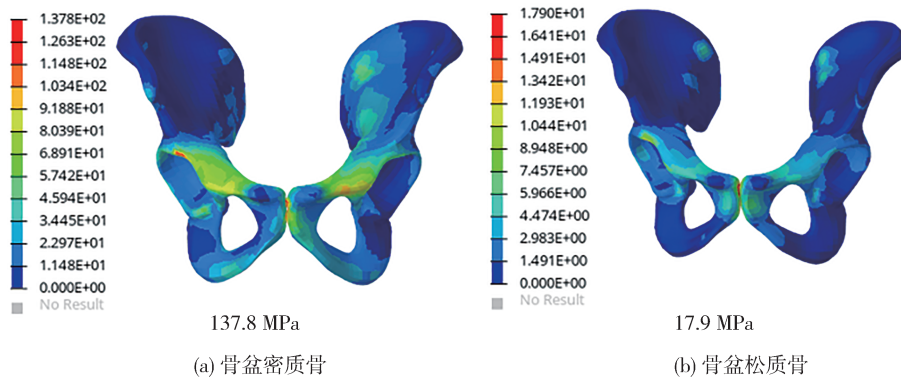 1.378E+02
1.263E+02
1.148E+02
1.034E+02
9.188E+01
8.039E+01
6.891E+01
5.742E+01
4.594E+01
3.445E+01
2.297E+01
1.148E+01
0.000E+00
No Result
137.8 MPa
(a) 骨盆密质骨
1.790E+01
1.641E+01
1.491E+01
1.342E+01
1.193E+01
1.044E+01
8.948E+00
7.457E+00
5.966E+00
4.474E+00
2.983E+00
1.491E+00
0.000E+00
No Result
17.9 MPa
(b) 骨盆松质骨